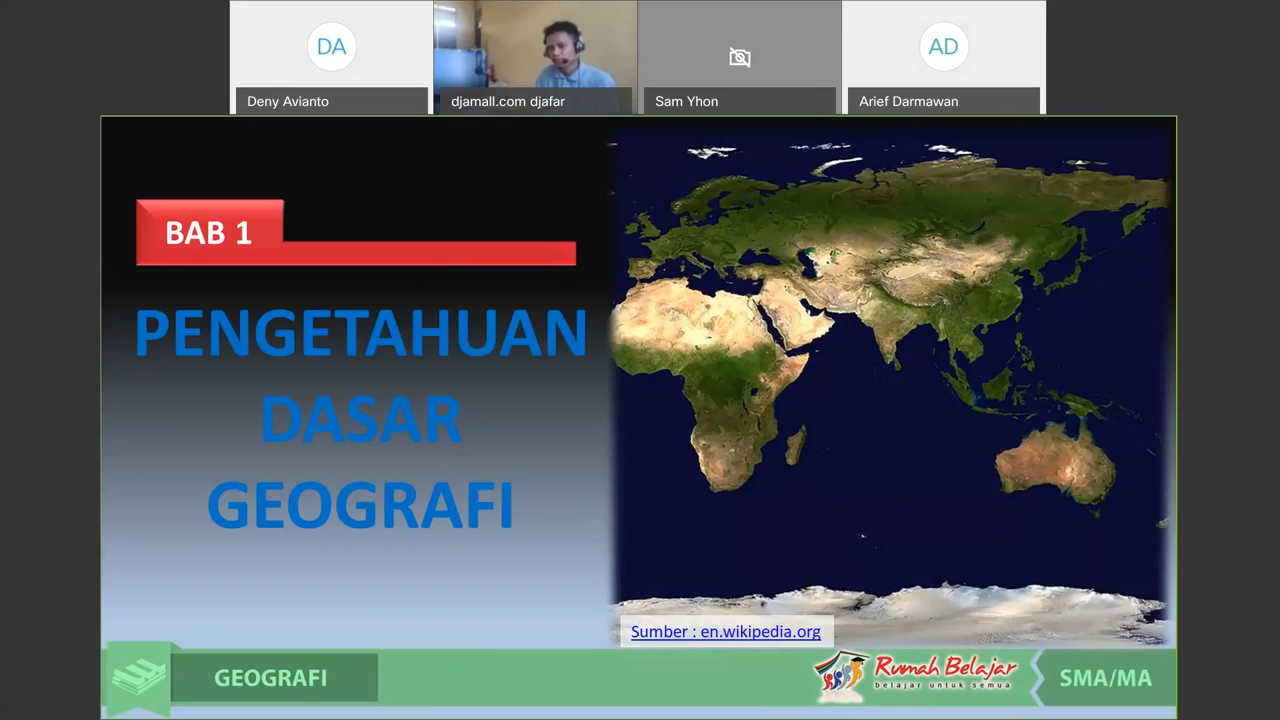 DA
AD
Deny Avianto
djamall.com djafar
Sam Yhon
Arief Darmawan
BAB 1
PENGETAHUAN
DASAR
GEOGRAFI
Sumber : en.wikipedia.org
GEOGRAFI
Rumah Belajar
belajar untuk semua
SMA/MA